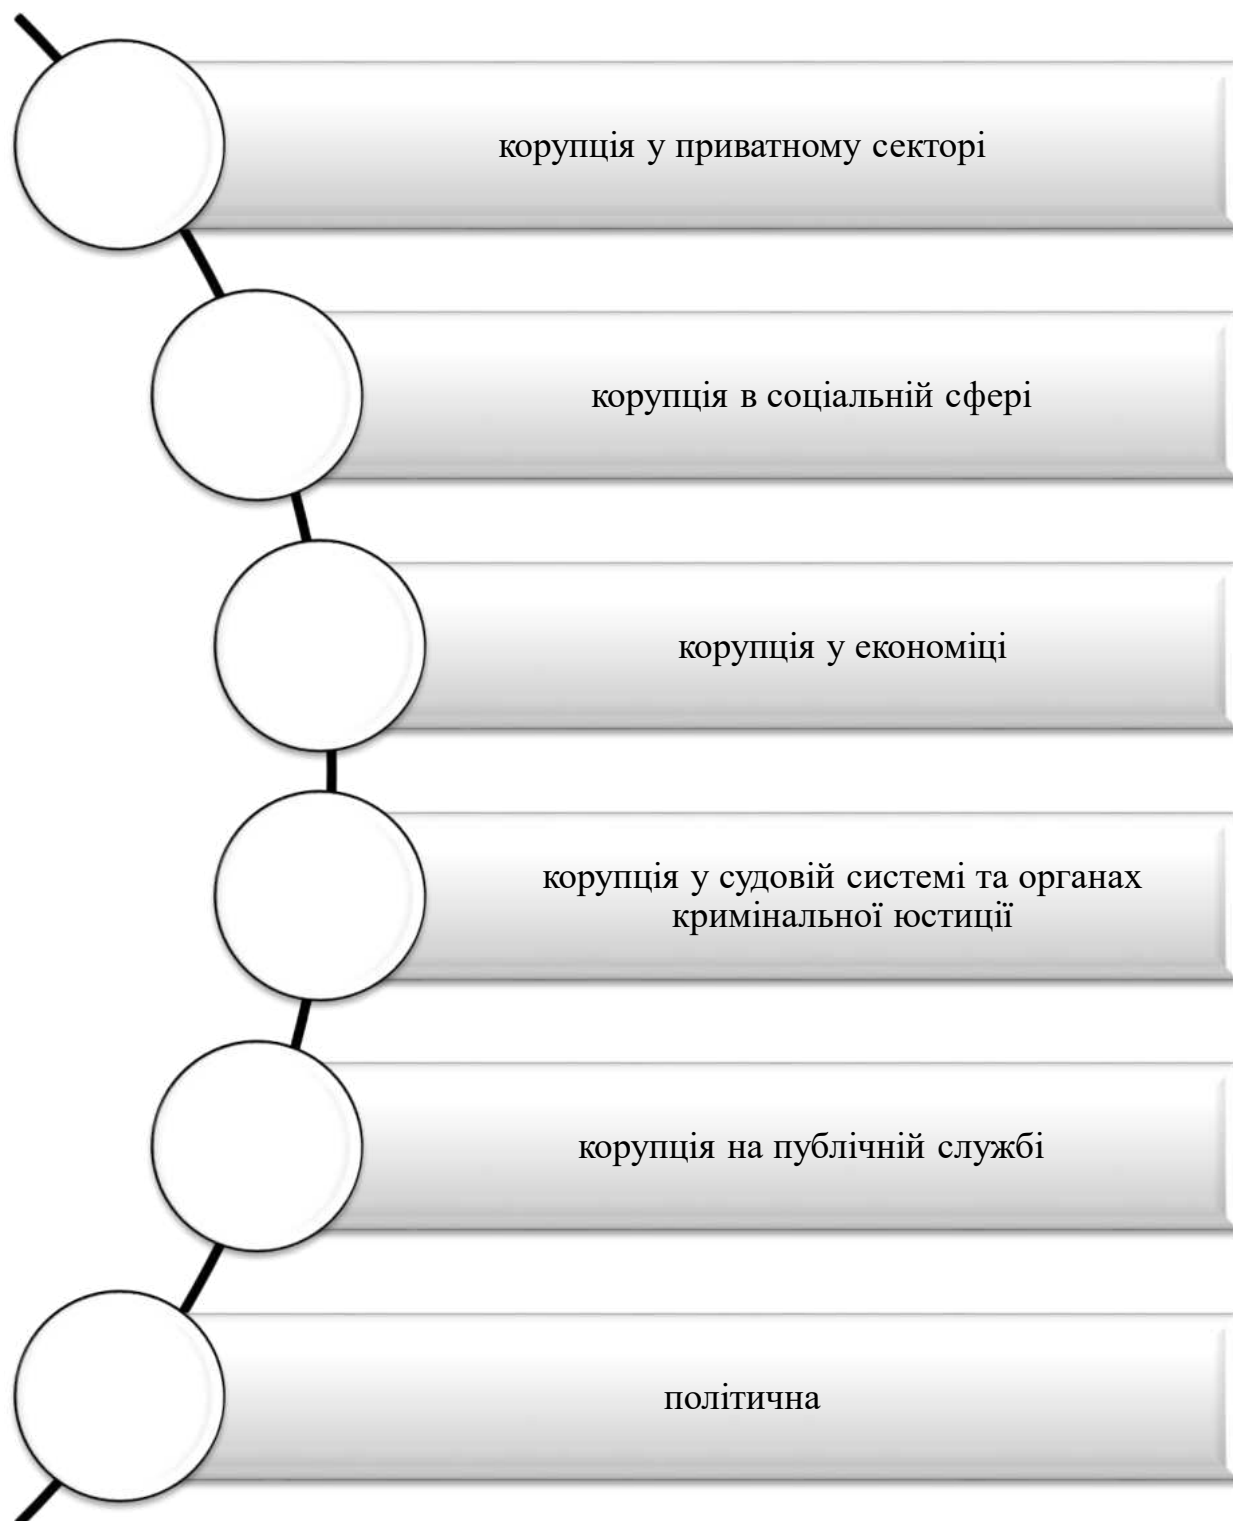 корупція у приватному секторі
корупція в соціальній сфері
корупція у економіці
корупція у судовій системі та органах
кримінальної юстиції
корупція на публічній службі
політична